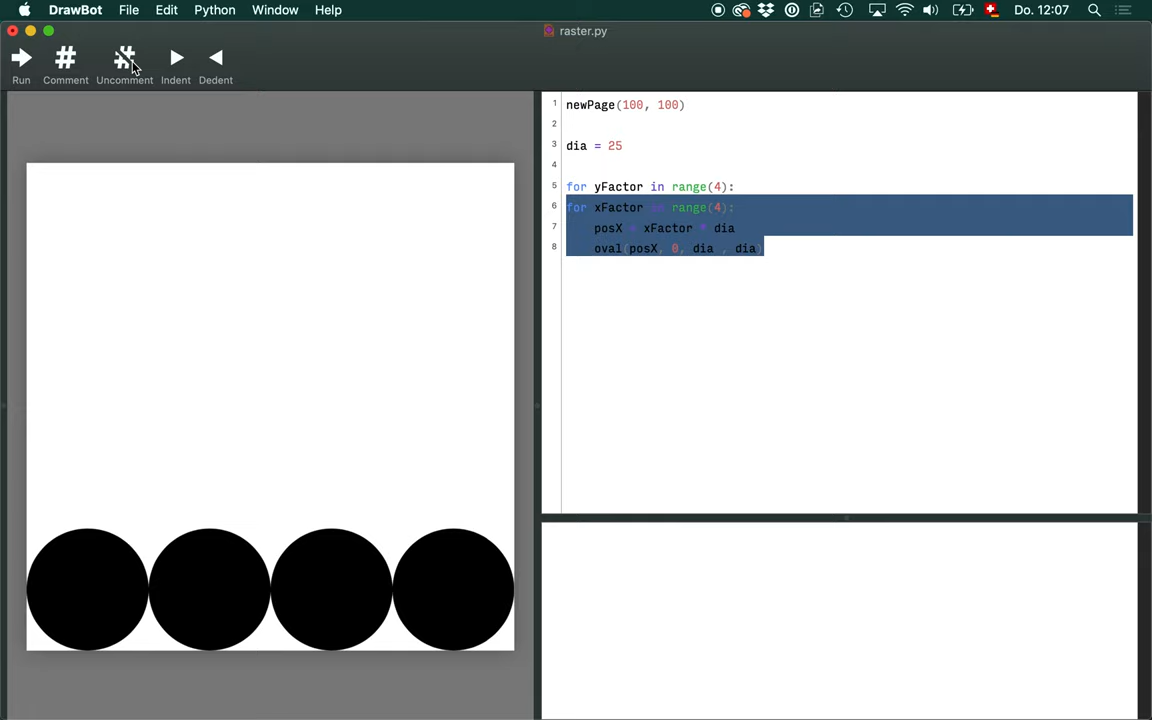 DrawBot File Edit Python Window Help Do. 12:07
raster.py
Run Comment Uncomment Indent Dedent
1 newPage(100, 100)
2
3 dia = 25
4
5 for yFactor in range(4):
6 for xFactor in range(4):
7 posX = xFactor * dia
8 oval(posX, 0, dia , dia)